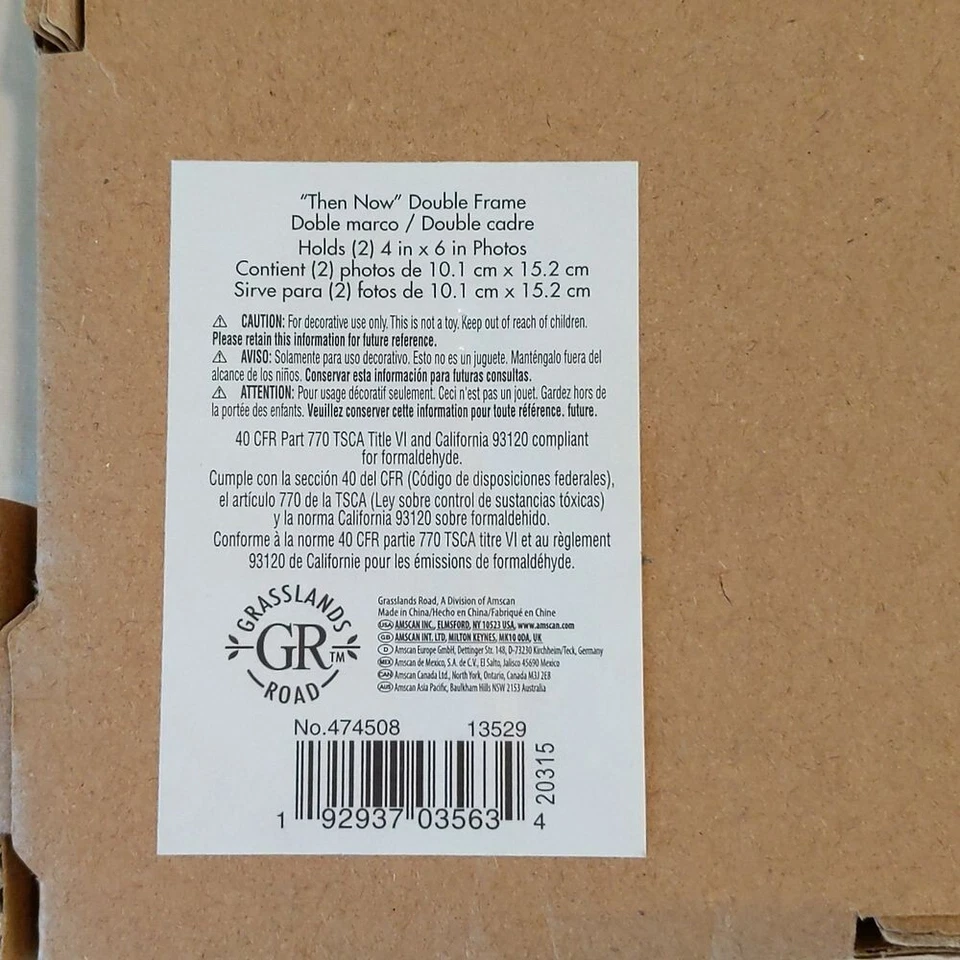 "Then Now" Double Frame
Doble marco / Double cadre
Holds (2) 4 in x 6 in Photos
Contient (2) photos de 10.1 cm x 15.2 cm
Sirve para (2) fotos de 10.1 cm x 15.2 cm
⚠ CAUTION: For decorative use only. This is not a toy. Keep out of reach of children.
Please retain this information for future reference.
⚠ AVISO: Solamente para uso decorativo. Esto no es un juguete. Manténgalo fuera del
alcance de los niños. Conservar esta información para futuras consultas.
⚠ ATTENTION: Pour usage décoratif seulement. Ceci n'est pas un jouet. Gardez hors de
la portée des enfants. Veuillez conserver cette information pour toute référence. future.
40 CFR Part 770 TSCA Title VI and California 93120 compliant
for formaldehyde.
Cumple con la sección 40 del CFR (Código de disposiciones federales),
el artículo 770 de la TSCA (Ley sobre control de sustancias tóxicas)
y la norma California 93120 sobre formaldehido.
Conforme à la norme 40 CFR partie 770 TSCA titre VI et au règlement
93120 de Californie pour les émissions de formaldéhyde.
GRASSLANDS
GR™
ROAD
Grasslands Road, A Division of Amscan
Made in China/Hecho en China/Fabriqué en Chine
USA AMSCAN INC., ELMSFORD, NY 10523 USA, www.amscan.com
GB AMSCAN INT. LTD, MILTON KEYNES, MK10 0DA, UK
D Amscan Europe GmbH, Dettinger Str. 148, D-73230 Kirchheim/Teck, Germany
MEX Amscan de Mexico, S.A. de C.V., El Salto, Jalisco 45690 Mexico
CAN Amscan Canada Ltd., North York, Ontario, Canada M3J 2E8
AUS Amscan Asia Pacific, Baulkham Hills NSW 2153 Australia
No.474508 13529
20315
1 92937 03563 4